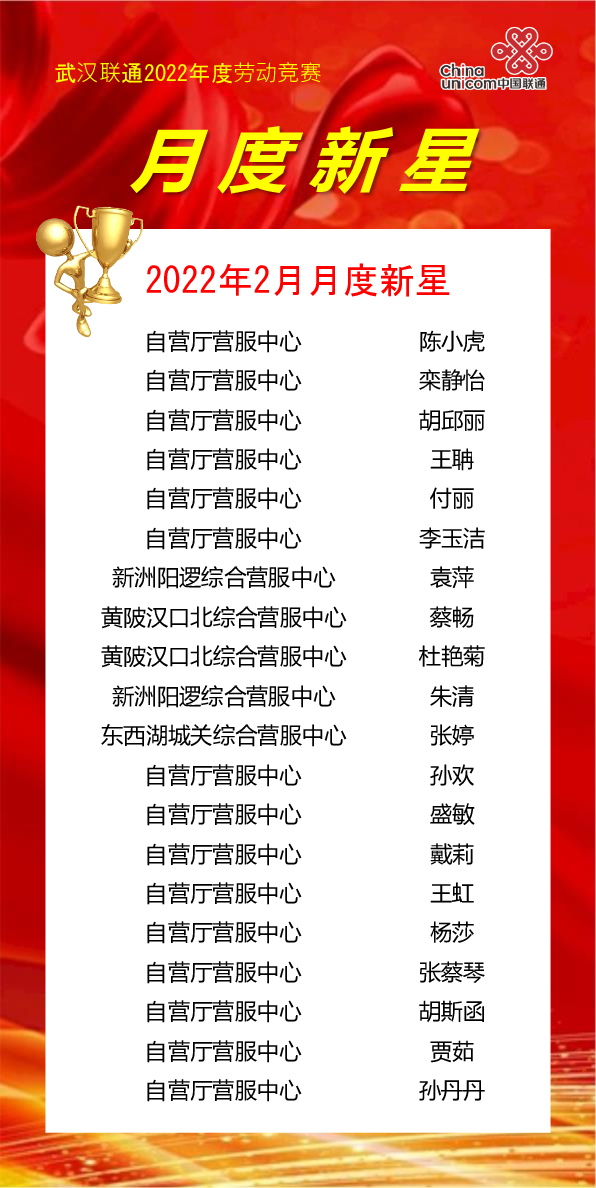 武汉联通2022年度劳动竞赛
China
unicom中国联通
月度新星
2022年2月月度新星
自营厅营服中心 陈小虎
自营厅营服中心 栾静怡
自营厅营服中心 胡邱丽
自营厅营服中心 王聃
自营厅营服中心 付丽
自营厅营服中心 李玉洁
新洲阳逻综合营服中心 袁萍
黄陂汉口北综合营服中心 蔡畅
黄陂汉口北综合营服中心 杜艳菊
新洲阳逻综合营服中心 朱清
东西湖城关综合营服中心 张婷
自营厅营服中心 孙欢
自营厅营服中心 盛敏
自营厅营服中心 戴莉
自营厅营服中心 王虹
自营厅营服中心 杨莎
自营厅营服中心 张蔡琴
自营厅营服中心 胡斯函
自营厅营服中心 贾茹
自营厅营服中心 孙丹丹